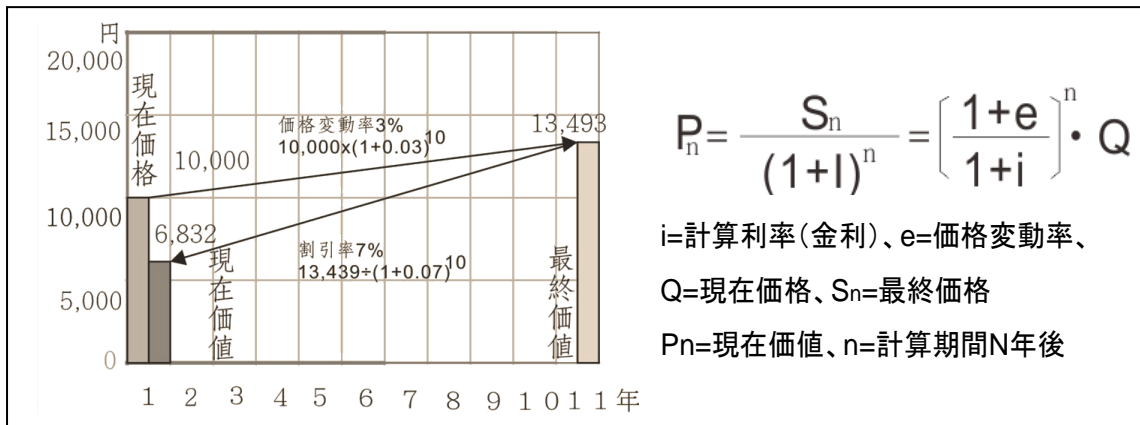 円
20,000
15,000
10,000
5,000
0
現在価格
10,000
価格変動率3%
10,000x(1+0.03)10
13,493
6,832
現在価値
割引率7%
13,439÷(1+0.07)10
最終価値
1 2 3 4 5 6 7 8 9 10 11 年
Pn= Sn / (1+I)n = [ 1+e / 1+i ]n ・ Q
i=計算利率(金利)、e=価格変動率、
Q=現在価格、Sn=最終価格
Pn=現在価値、n=計算期間N年後